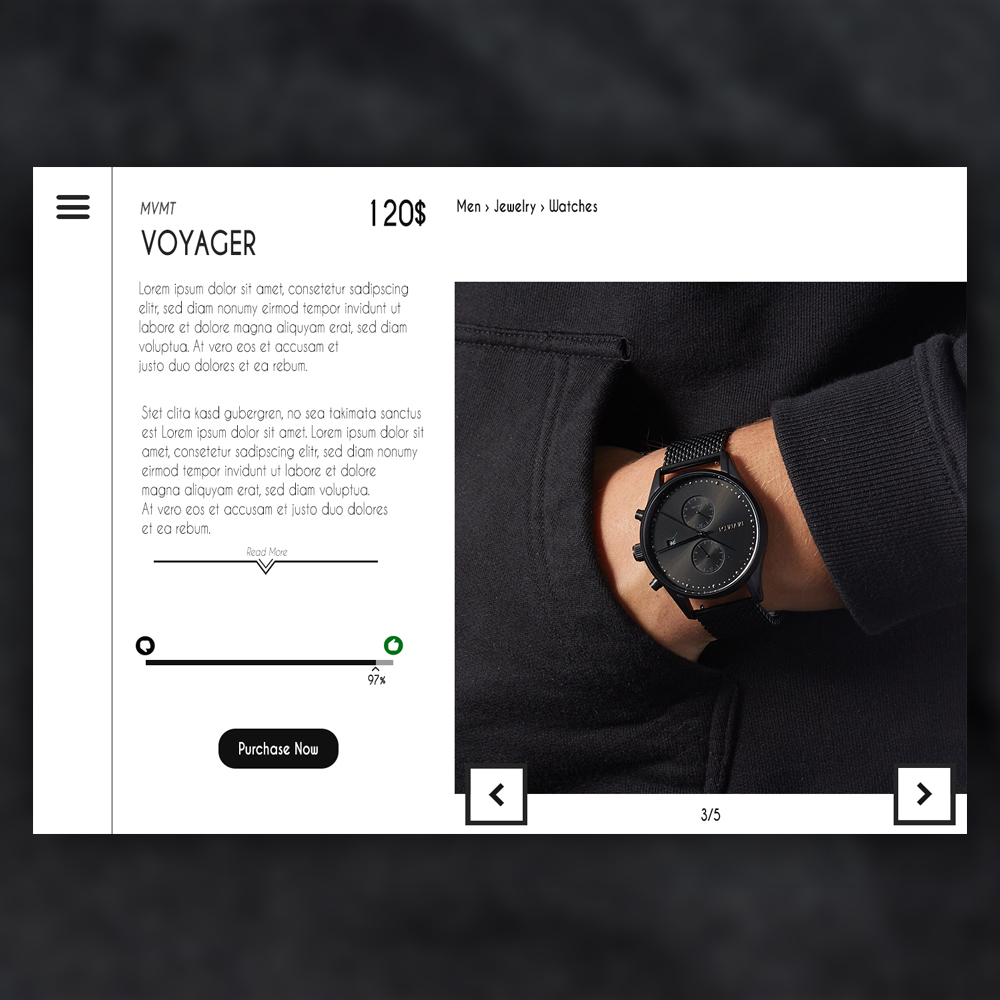 MVMT
VOYAGER
120$
Men › Jewelry › Watches
Lorem ipsum dolor sit amet, consetetur sadipscing
elitr, sed diam nonumy eirmod tempor invidunt ut
labore et dolore magna aliquyam erat, sed diam
voluptua. At vero eos et accusam et
justo duo dolores et ea rebum.
Stet clita kasd gubergren, no sea takimata sanctus
est Lorem ipsum dolor sit amet. Lorem ipsum dolor sit
amet, consetetur sadipscing elitr, sed diam nonumy
eirmod tempor invidunt ut labore et dolore
magna aliquyam erat, sed diam voluptua.
At vero eos et accusam et justo duo dolores
et ea rebum.
Read More
97%
Purchase Now
3/5